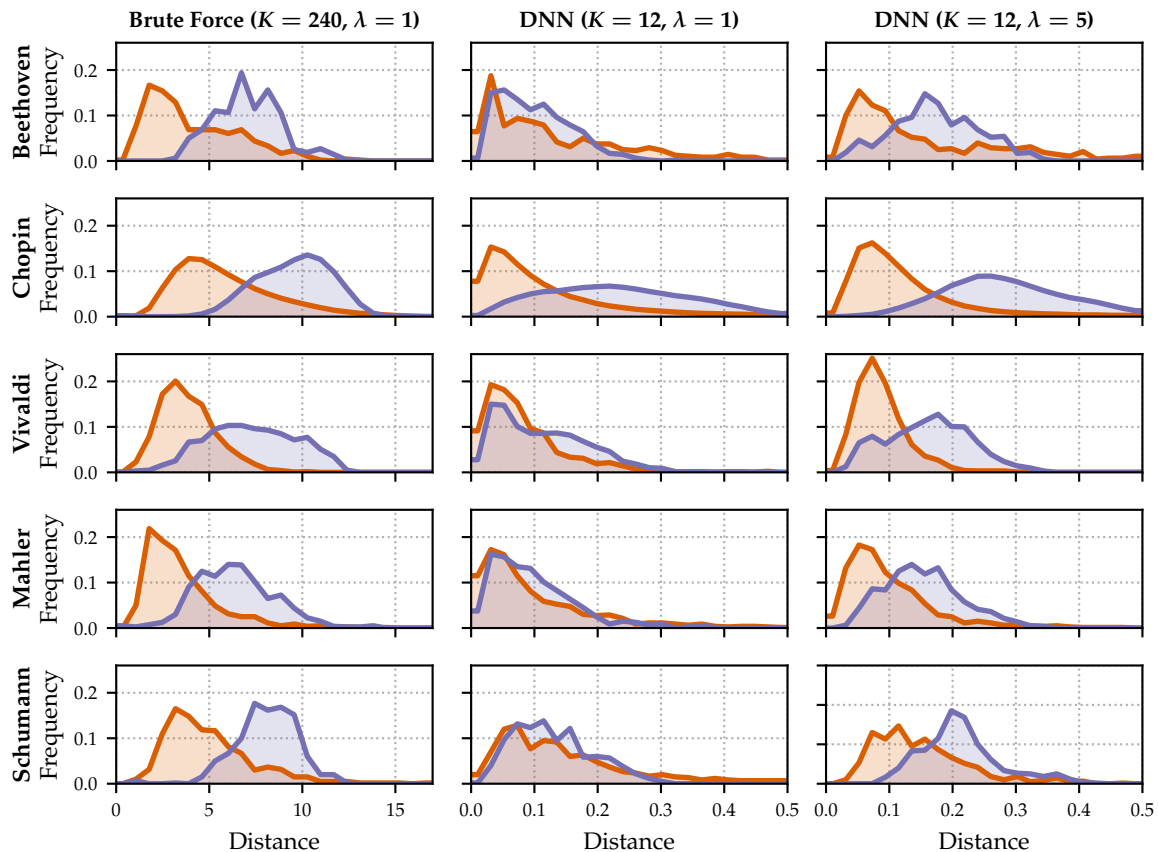 Brute Force (K = 240, λ = 1)
DNN (K = 12, λ = 1)
DNN (K = 12, λ = 5)
Beethoven
Frequency
0.2
0.1
0.0
Chopin
Frequency
0.2
0.1
0.0
Vivaldi
Frequency
0.2
0.1
0.0
Mahler
Frequency
0.2
0.1
0.0
Schumann
Frequency
0.2
0.1
0.0
0 5 10 15
0.0 0.1 0.2 0.3 0.4 0.5
0.0 0.1 0.2 0.3 0.4 0.5
Distance
Distance
Distance